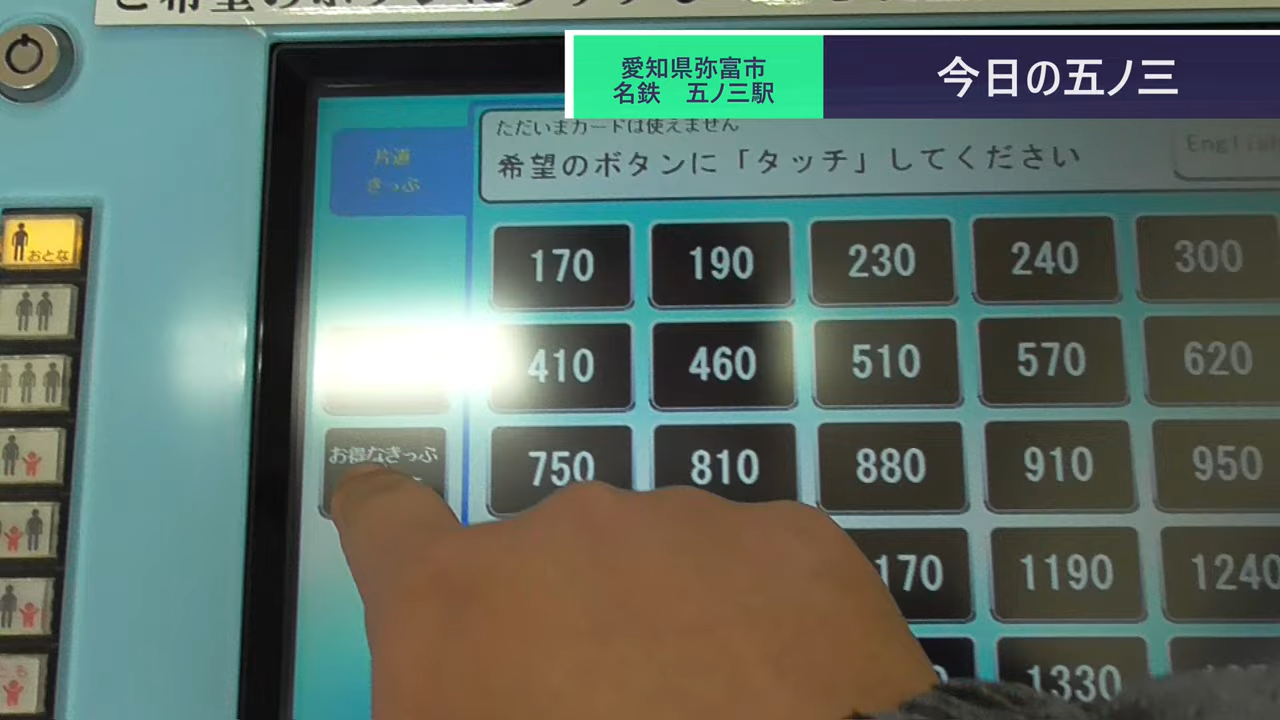 愛知県弥富市
名鉄 五ノ三駅
今日の五ノ三
ただいまカードは使えません
希望のボタンに「タッチ」してください
English
片道
きっぷ
おとな
170 190 230 240 300
410 460 510 570 620
お得なきっぷ
750 810 880 910 950
170 1190 1240
1330